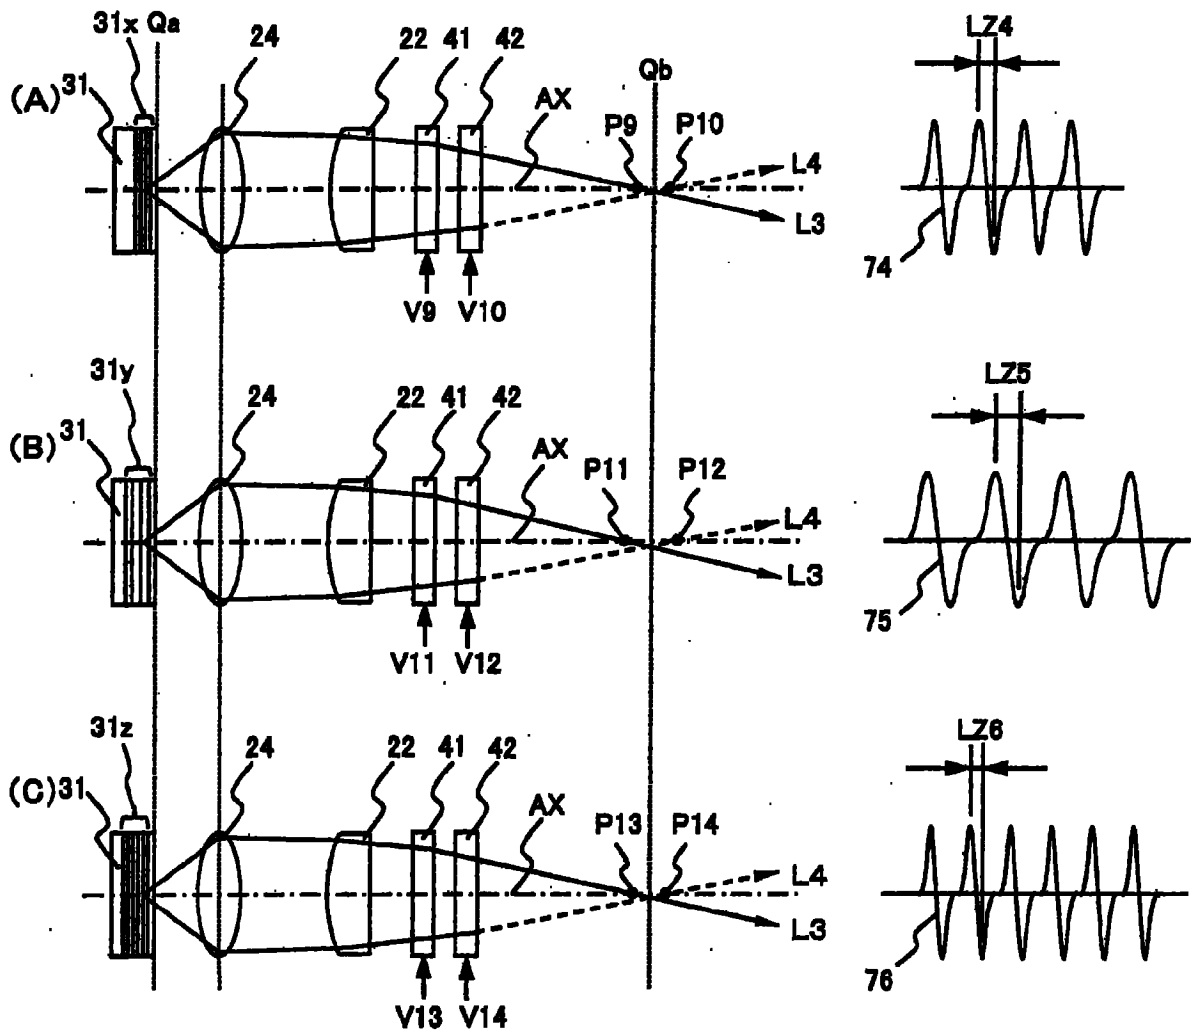 31x Qa 24 22 41 42 Qb LZ4
(A) 31 AX P9 P10 L4
L3
74
V9 V10
31y 24 22 41 42 LZ5
(B) 31 AX P11 P12 L4
L3
75
V11 V12
31z 24 22 41 42 LZ6
(C) 31 AX P13 P14 L4
L3
76
V13 V14